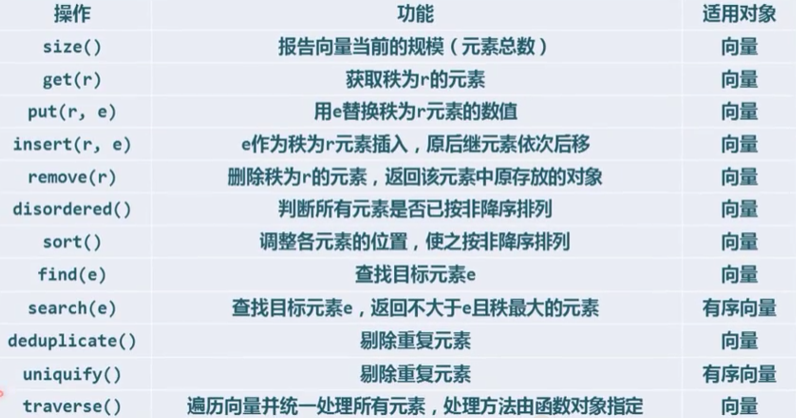 操作 功能 适用对象
size() 报告向量当前的规模（元素总数） 向量
get(r) 获取秩为r的元素 向量
put(r, e) 用e替换秩为r元素的数值 向量
insert(r, e) e作为秩为r元素插入，原后继元素依次后移 向量
remove(r) 删除秩为r的元素，返回该元素中原存放的对象 向量
disordered() 判断所有元素是否已按非降序排列 向量
sort() 调整各元素的位置，使之按非降序排列 向量
find(e) 查找目标元素e 向量
search(e) 查找目标元素e，返回不大于e且秩最大的元素 有序向量
deduplicate() 剔除重复元素 向量
uniquify() 剔除重复元素 有序向量
traverse() 遍历向量并统一处理所有元素，处理方法由函数对象指定 向量